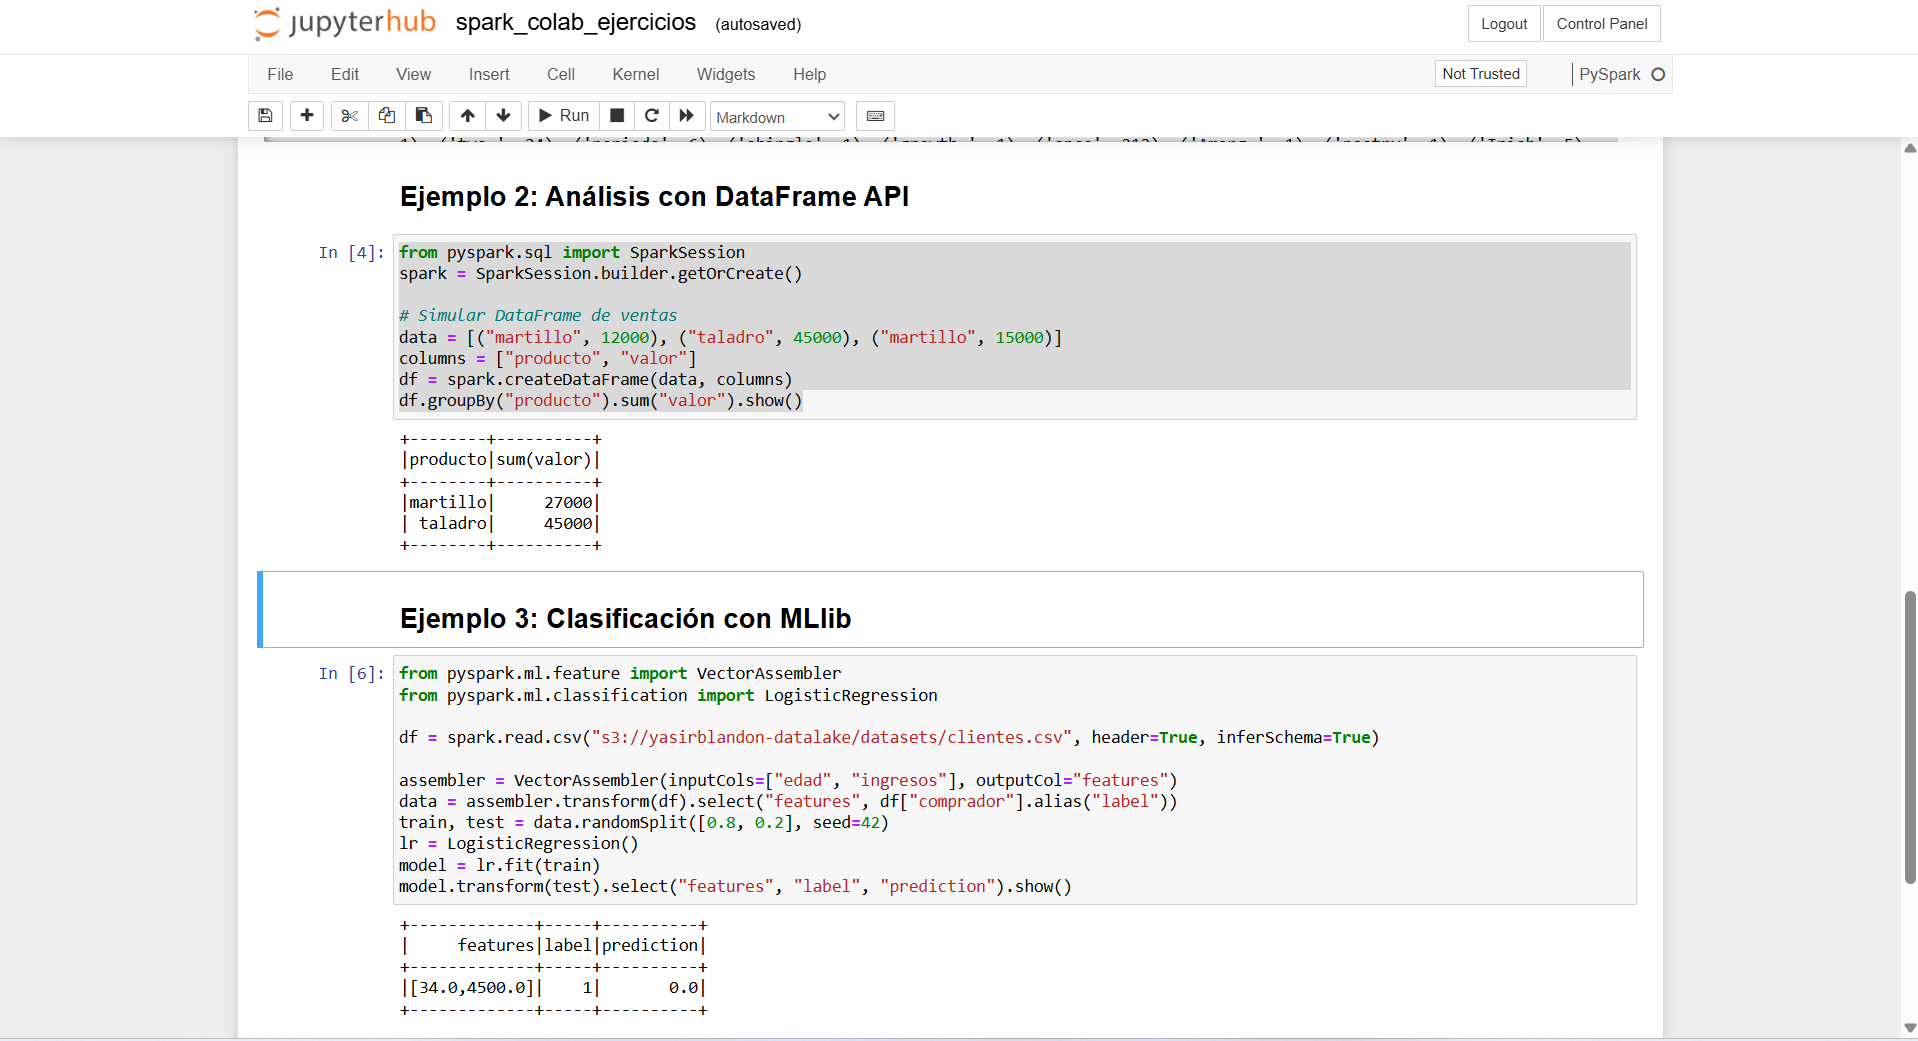 jupyterhub spark_colab_ejercicios (autosaved) Logout Control Panel
File Edit View Insert Cell Kernel Widgets Help Not Trusted PySpark
Run Markdown
Ejemplo 2: Análisis con DataFrame API
In [4]: from pyspark.sql import SparkSession
spark = SparkSession.builder.getOrCreate()
# Simular DataFrame de ventas
data = [("martillo", 12000), ("taladro", 45000), ("martillo", 15000)]
columns = ["producto", "valor"]
df = spark.createDataFrame(data, columns)
df.groupBy("producto").sum("valor").show()
+--------+----------+
|producto|sum(valor)|
+--------+----------+
|martillo|     27000|
| taladro|     45000|
+--------+----------+
Ejemplo 3: Clasificación con MLlib
In [6]: from pyspark.ml.feature import VectorAssembler
from pyspark.ml.classification import LogisticRegression
df = spark.read.csv("s3://yasirblandon-datalake/datasets/clientes.csv", header=True, inferSchema=True)
assembler = VectorAssembler(inputCols=["edad", "ingresos"], outputCol="features")
data = assembler.transform(df).select("features", df["comprador"].alias("label"))
train, test = data.randomSplit([0.8, 0.2], seed=42)
lr = LogisticRegression()
model = lr.fit(train)
model.transform(test).select("features", "label", "prediction").show()
+-------------+-----+----------+
|     features|label|prediction|
+-------------+-----+----------+
|[34.0,4500.0]|    1|       0.0|
+-------------+-----+----------+